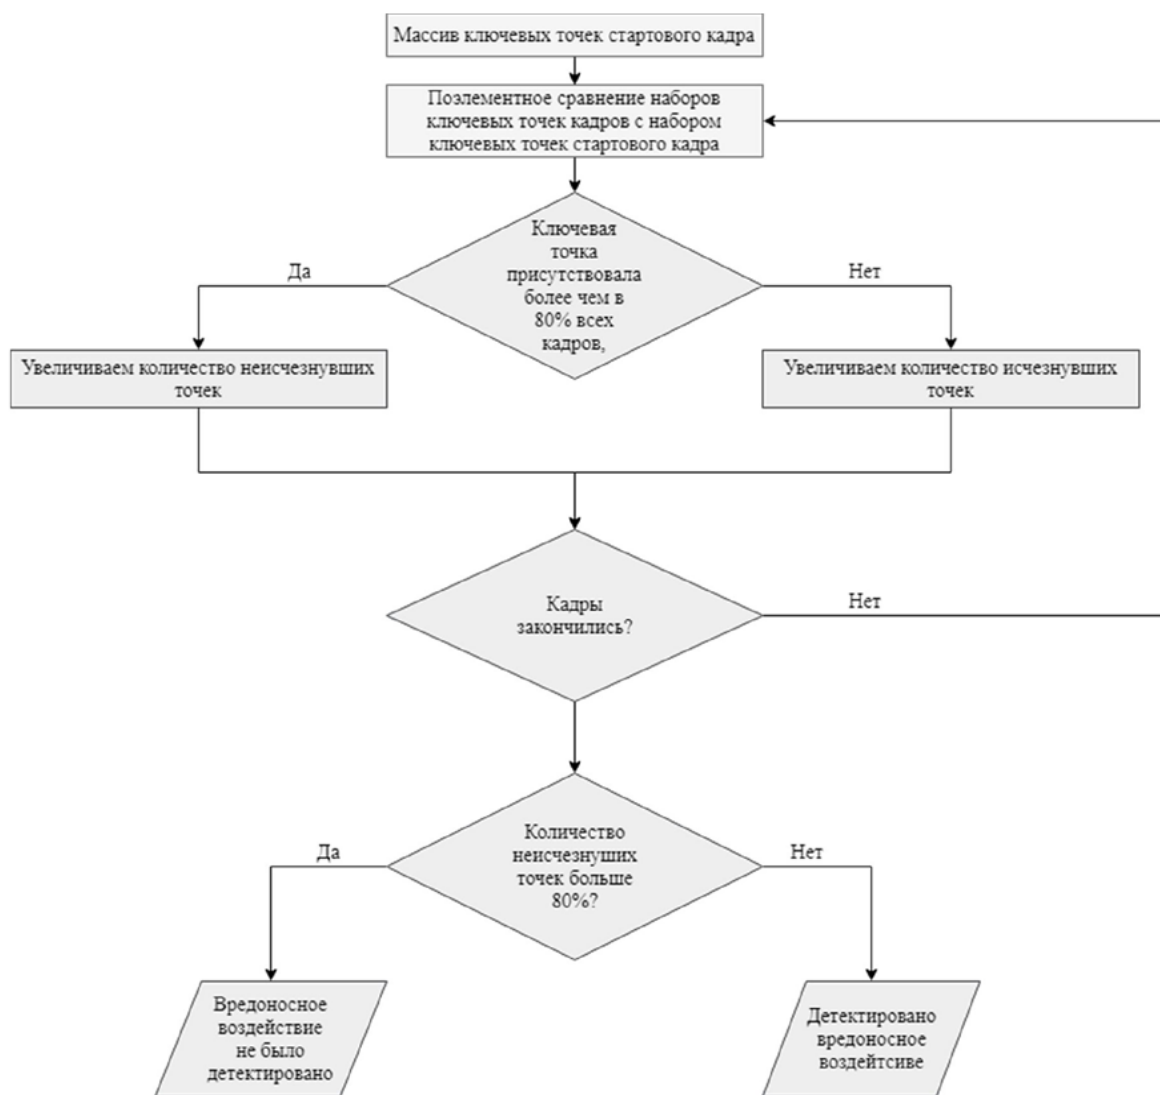 Массив ключевых точек стартового кадра
Поэлементное сравнение наборов
ключевых точек кадров с набором
ключевых точек стартового кадра
Ключевая
точка
присутствовала
более чем в
80% всех
кадров,
Да
Нет
Увеличиваем количество неисчезнувших
точек
Увеличиваем количество исчезнувших
точек
Кадры
закончились?
Нет
Количество
неисчезнуших
точек больше
80%?
Да
Нет
Вредоносное
воздействие
не было
детектировано
Детектировано
вредоносное
воздейтсиве